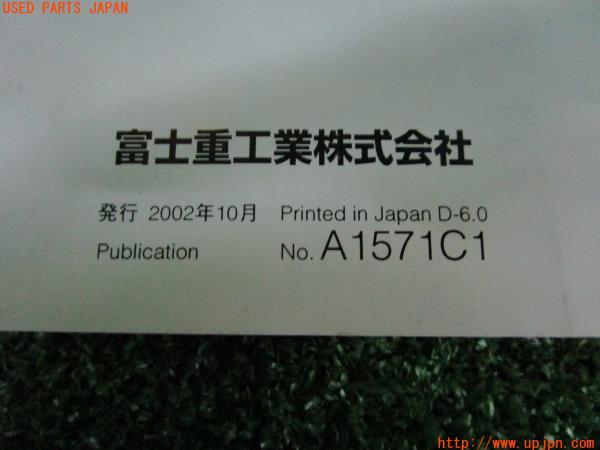 USED PARTS JAPAN
富士重工業株式会社
発行 2002年10月 Printed in Japan D-6.0
Publication No. A1571C1
http://www.upjpn.com